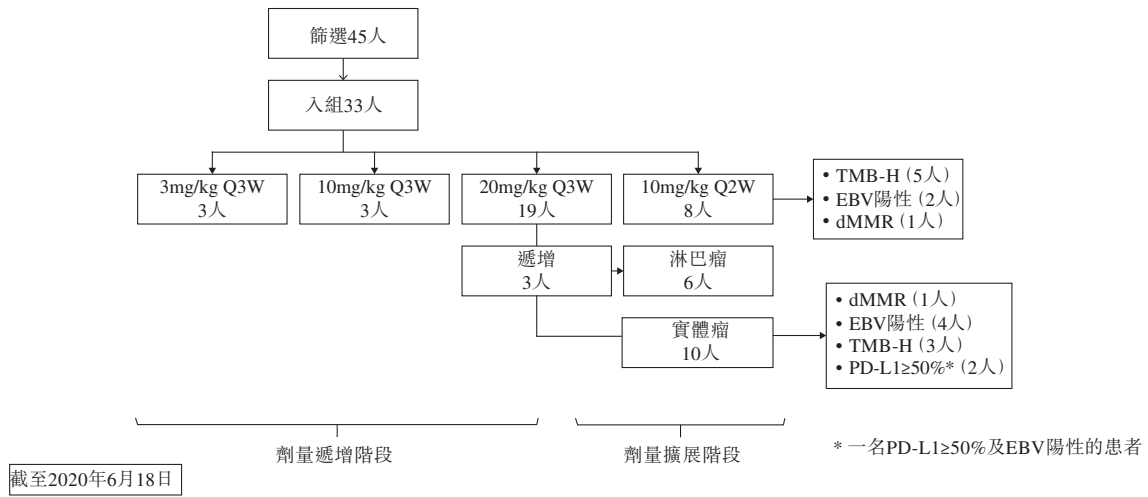 篩選45人
入組33人
3mg/kg Q3W
3人
10mg/kg Q3W
3人
20mg/kg Q3W
19人
10mg/kg Q2W
8人
• TMB-H (5人)
• EBV陽性 (2人)
• dMMR (1人)
遞增
3人
淋巴瘤
6人
實體瘤
10人
• dMMR (1人)
• EBV陽性 (4人)
• TMB-H (3人)
• PD-L1≥50%* (2人)
劑量遞增階段
劑量擴展階段
* 一名PD-L1≥50%及EBV陽性的患者
截至2020年6月18日